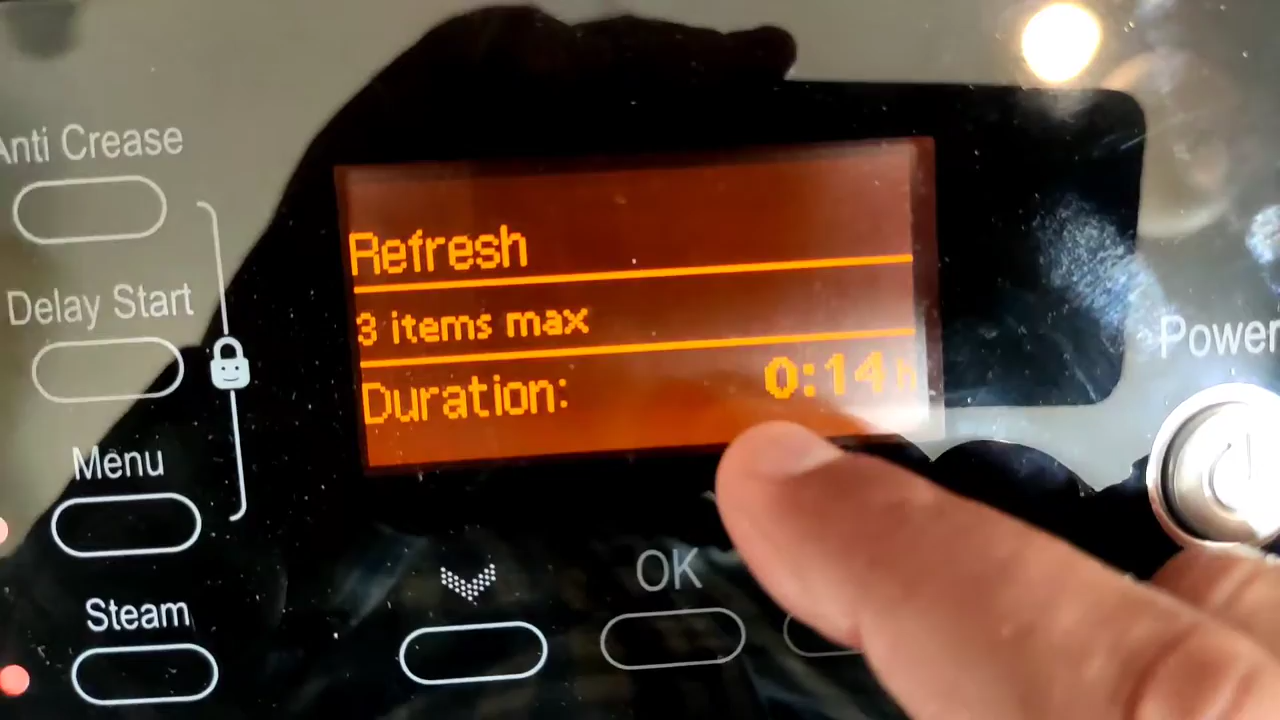 Anti Crease
Delay Start
Menu
Steam
Refresh
3 items max
Duration: 0:14 h
OK
Power